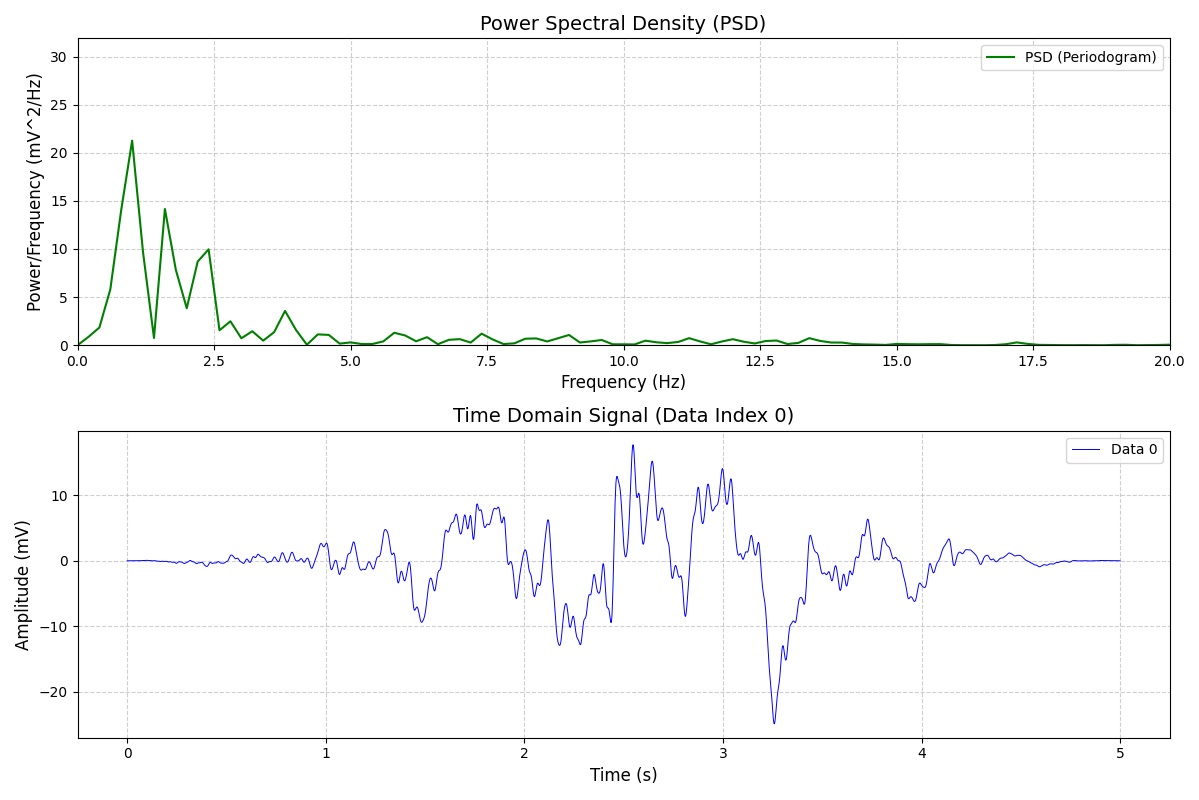 Power Spectral Density (PSD)
30
25
20
15
10
5
0
Power/Frequency (mV^2/Hz)
PSD (Periodogram)
0.0 2.5 5.0 7.5 10.0 12.5 15.0 17.5 20.0
Frequency (Hz)
Time Domain Signal (Data Index 0)
10
0
−10
−20
Amplitude (mV)
Data 0
0 1 2 3 4 5
Time (s)